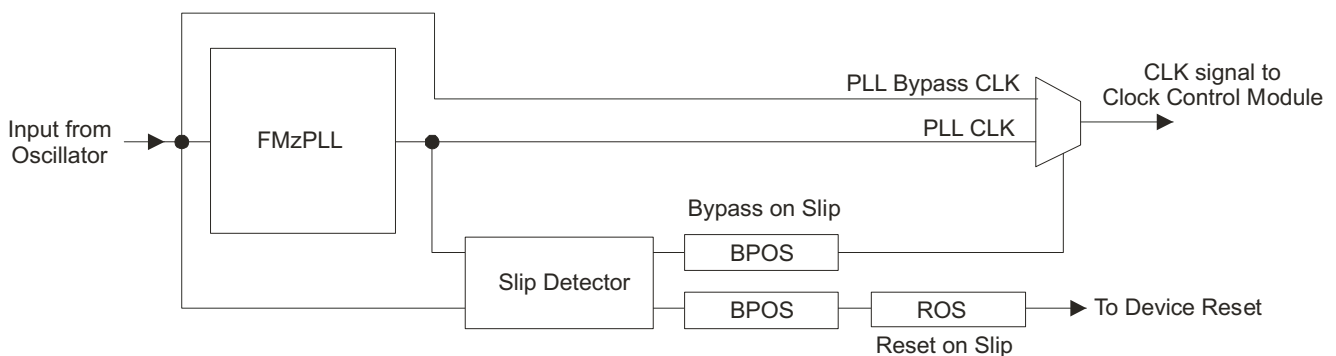 PLL Bypass CLK
CLK signal to
Clock Control Module
Input from
Oscillator
FMzPLL
PLL CLK
Bypass on Slip
BPOS
Slip Detector
BPOS
ROS
To Device Reset
Reset on Slip